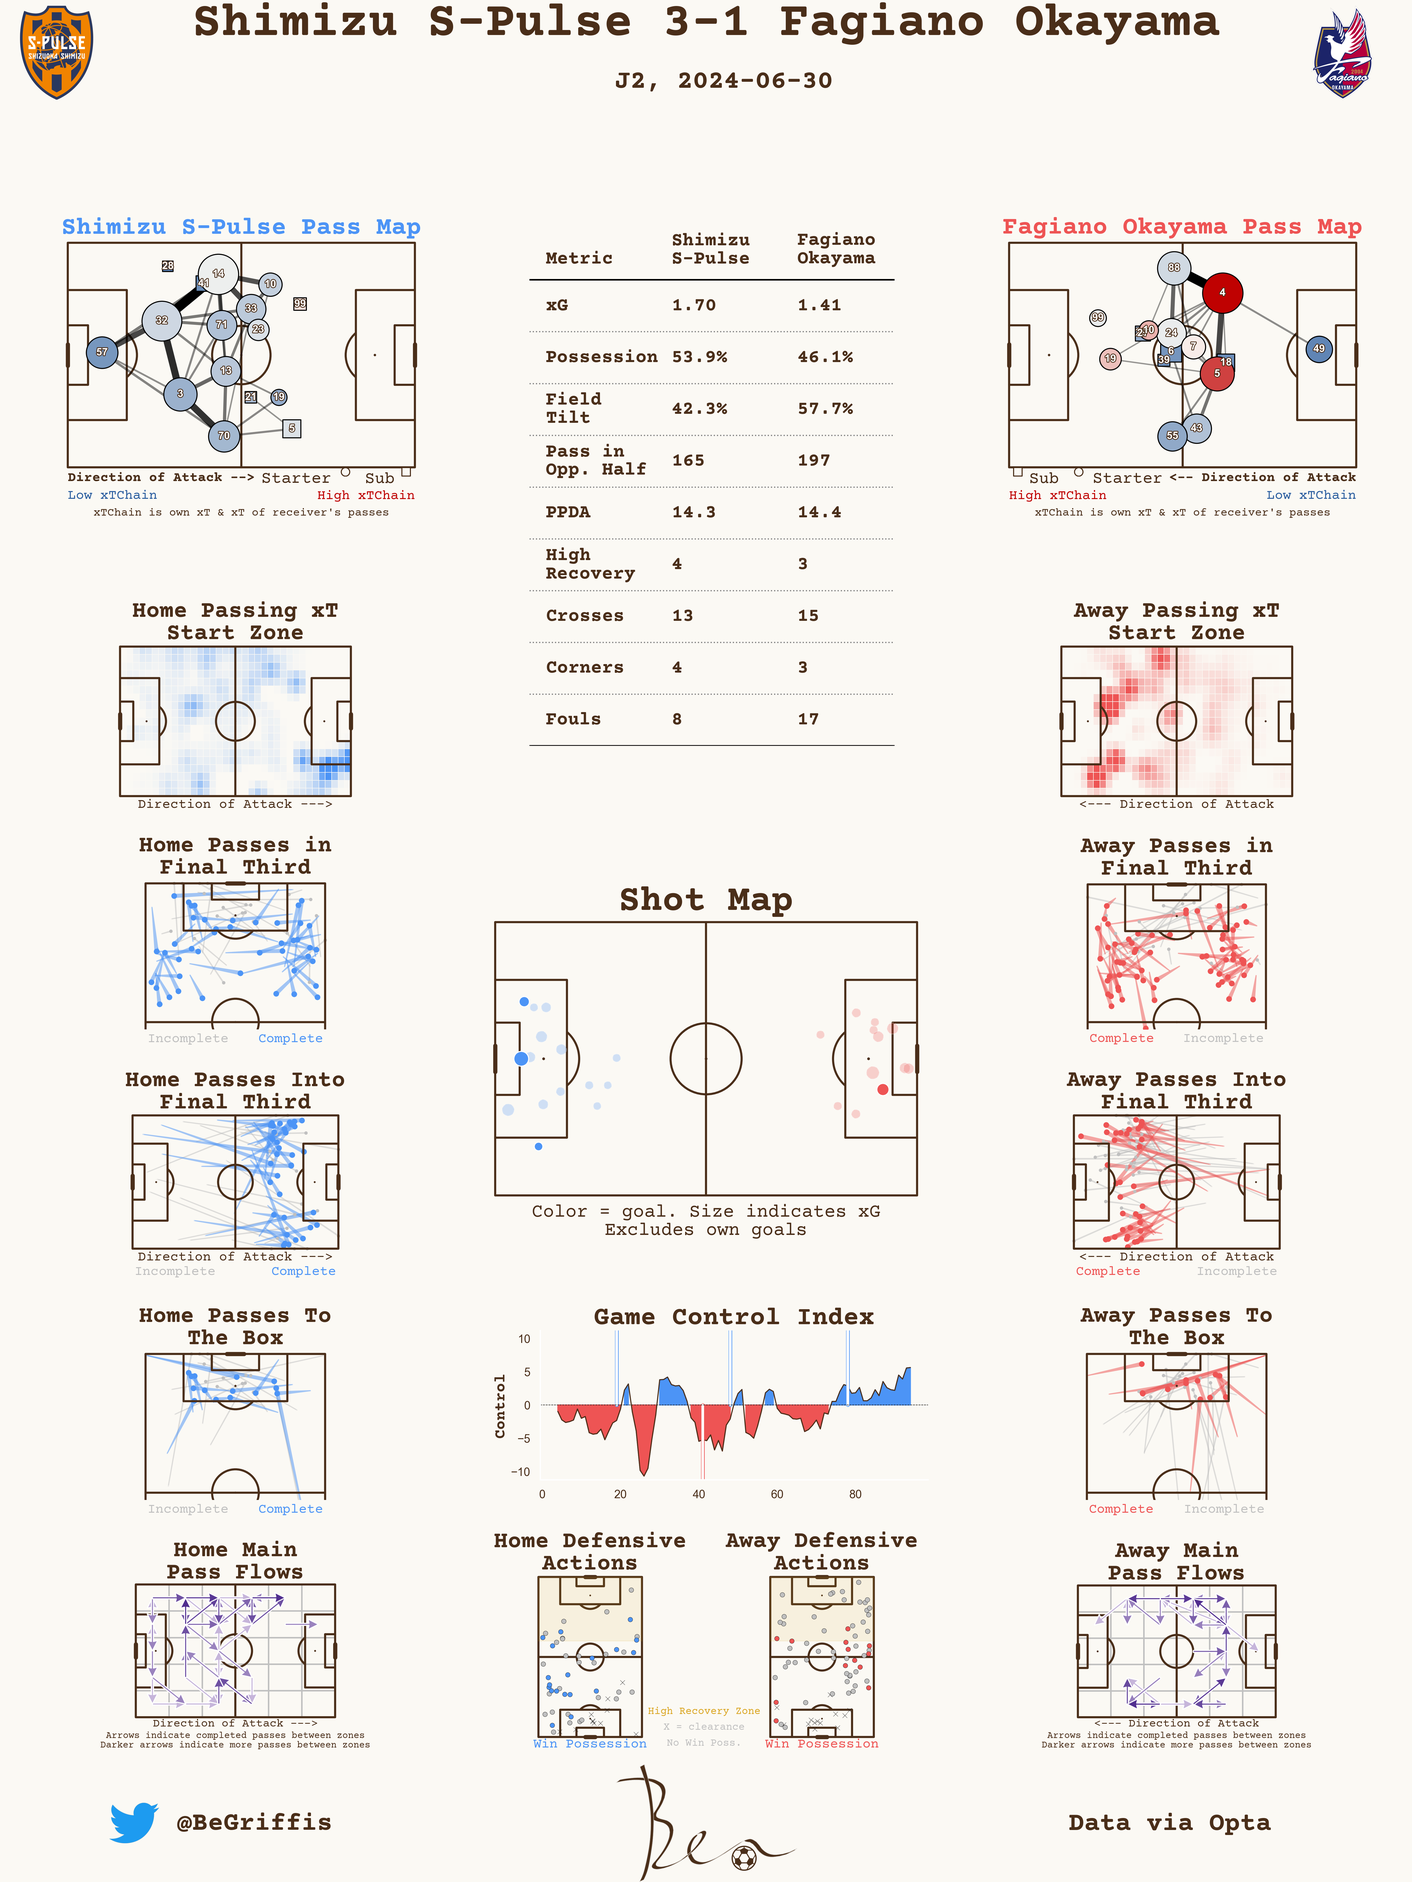 Shimizu S-Pulse 3-1 Fagiano Okayama
J2, 2024-06-30
S-PULSE
SHIZUOKA SHIMIZU
Fagiano
OKAYAMA
Shimizu S-Pulse Pass Map
28
41
14
10
99
33
32
71
23
57
13
3
21
19
5
70
Direction of Attack --> Starter Sub
Low xTChain High xTChain
xTChain is own xT & xT of receiver's passes
Metric Shimizu S-Pulse Fagiano Okayama
xG 1.70 1.41
Possession 53.9% 46.1%
Field Tilt 42.3% 57.7%
Pass in Opp. Half 165 197
PPDA 14.3 14.4
High Recovery 4 3
Crosses 13 15
Corners 4 3
Fouls 8 17
Fagiano Okayama Pass Map
88
4
99
10
24
7
6
39
19
18
49
5
43
55
Sub Starter <-- Direction of Attack
High xTChain Low xTChain
xTChain is own xT & xT of receiver's passes
Home Passing xT
Start Zone
Direction of Attack --->
Away Passing xT
Start Zone
<--- Direction of Attack
Home Passes in
Final Third
Incomplete Complete
Away Passes in
Final Third
Complete Incomplete
Shot Map
Color = goal. Size indicates xG
Excludes own goals
Home Passes Into
Final Third
Direction of Attack --->
Incomplete Complete
Away Passes Into
Final Third
<--- Direction of Attack
Complete Incomplete
Home Passes To
The Box
Incomplete Complete
Game Control Index
Control
10
5
0
−5
−10
0 20 40 60 80
Away Passes To
The Box
Complete Incomplete
Home Main
Pass Flows
Direction of Attack --->
Arrows indicate completed passes between zones
Darker arrows indicate more passes between zones
Home Defensive
Actions
Win Possession
High Recovery Zone
X = clearance
No Win Poss.
Away Defensive
Actions
Win Possession
Away Main
Pass Flows
<--- Direction of Attack
Arrows indicate completed passes between zones
Darker arrows indicate more passes between zones
@BeGriffis
Ben
Data via Opta